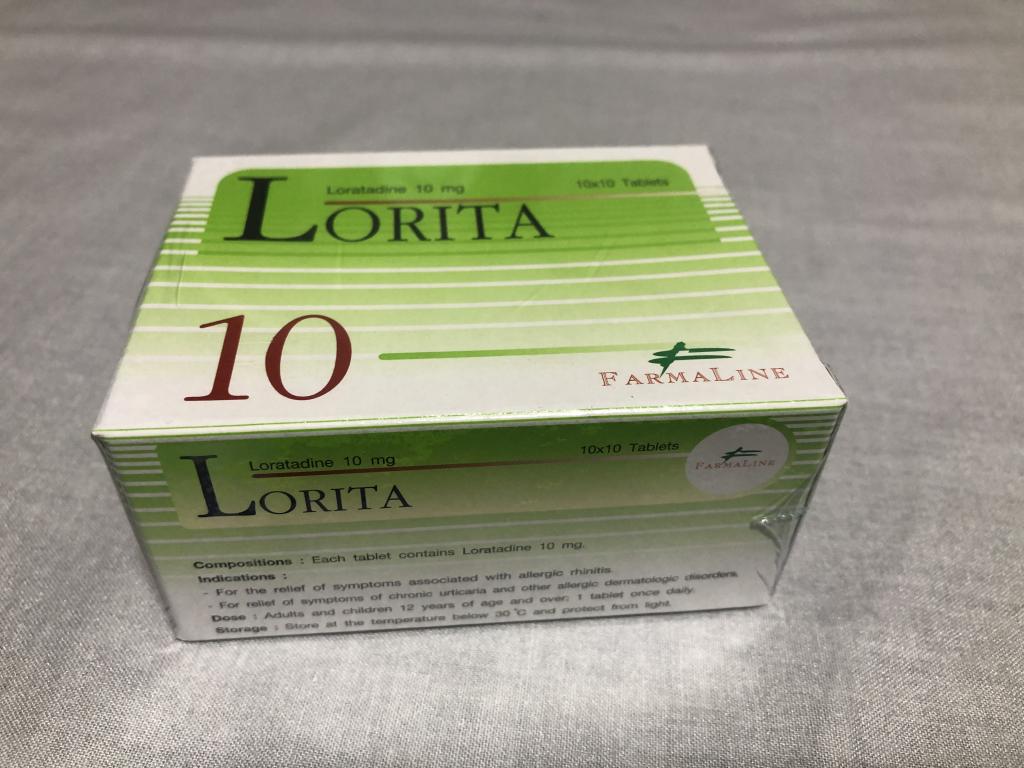 Loratadine 10 mg
10x10 Tablets
LORITA
10
FARMALINE
Loratadine 10 mg
10x10 Tablets
FARMALINE
LORITA
Compositions : Each tablet contains Loratadine 10 mg.
Indications :
- For the relief of symptoms associated with allergic rhinitis.
- For relief of symptoms of chronic urticaria and other allergic dermatologic disorders.
Dose : Adults and children 12 years of age and over: 1 tablet once daily.
Storage : Store at the temperature below 30 °C and protect from light.